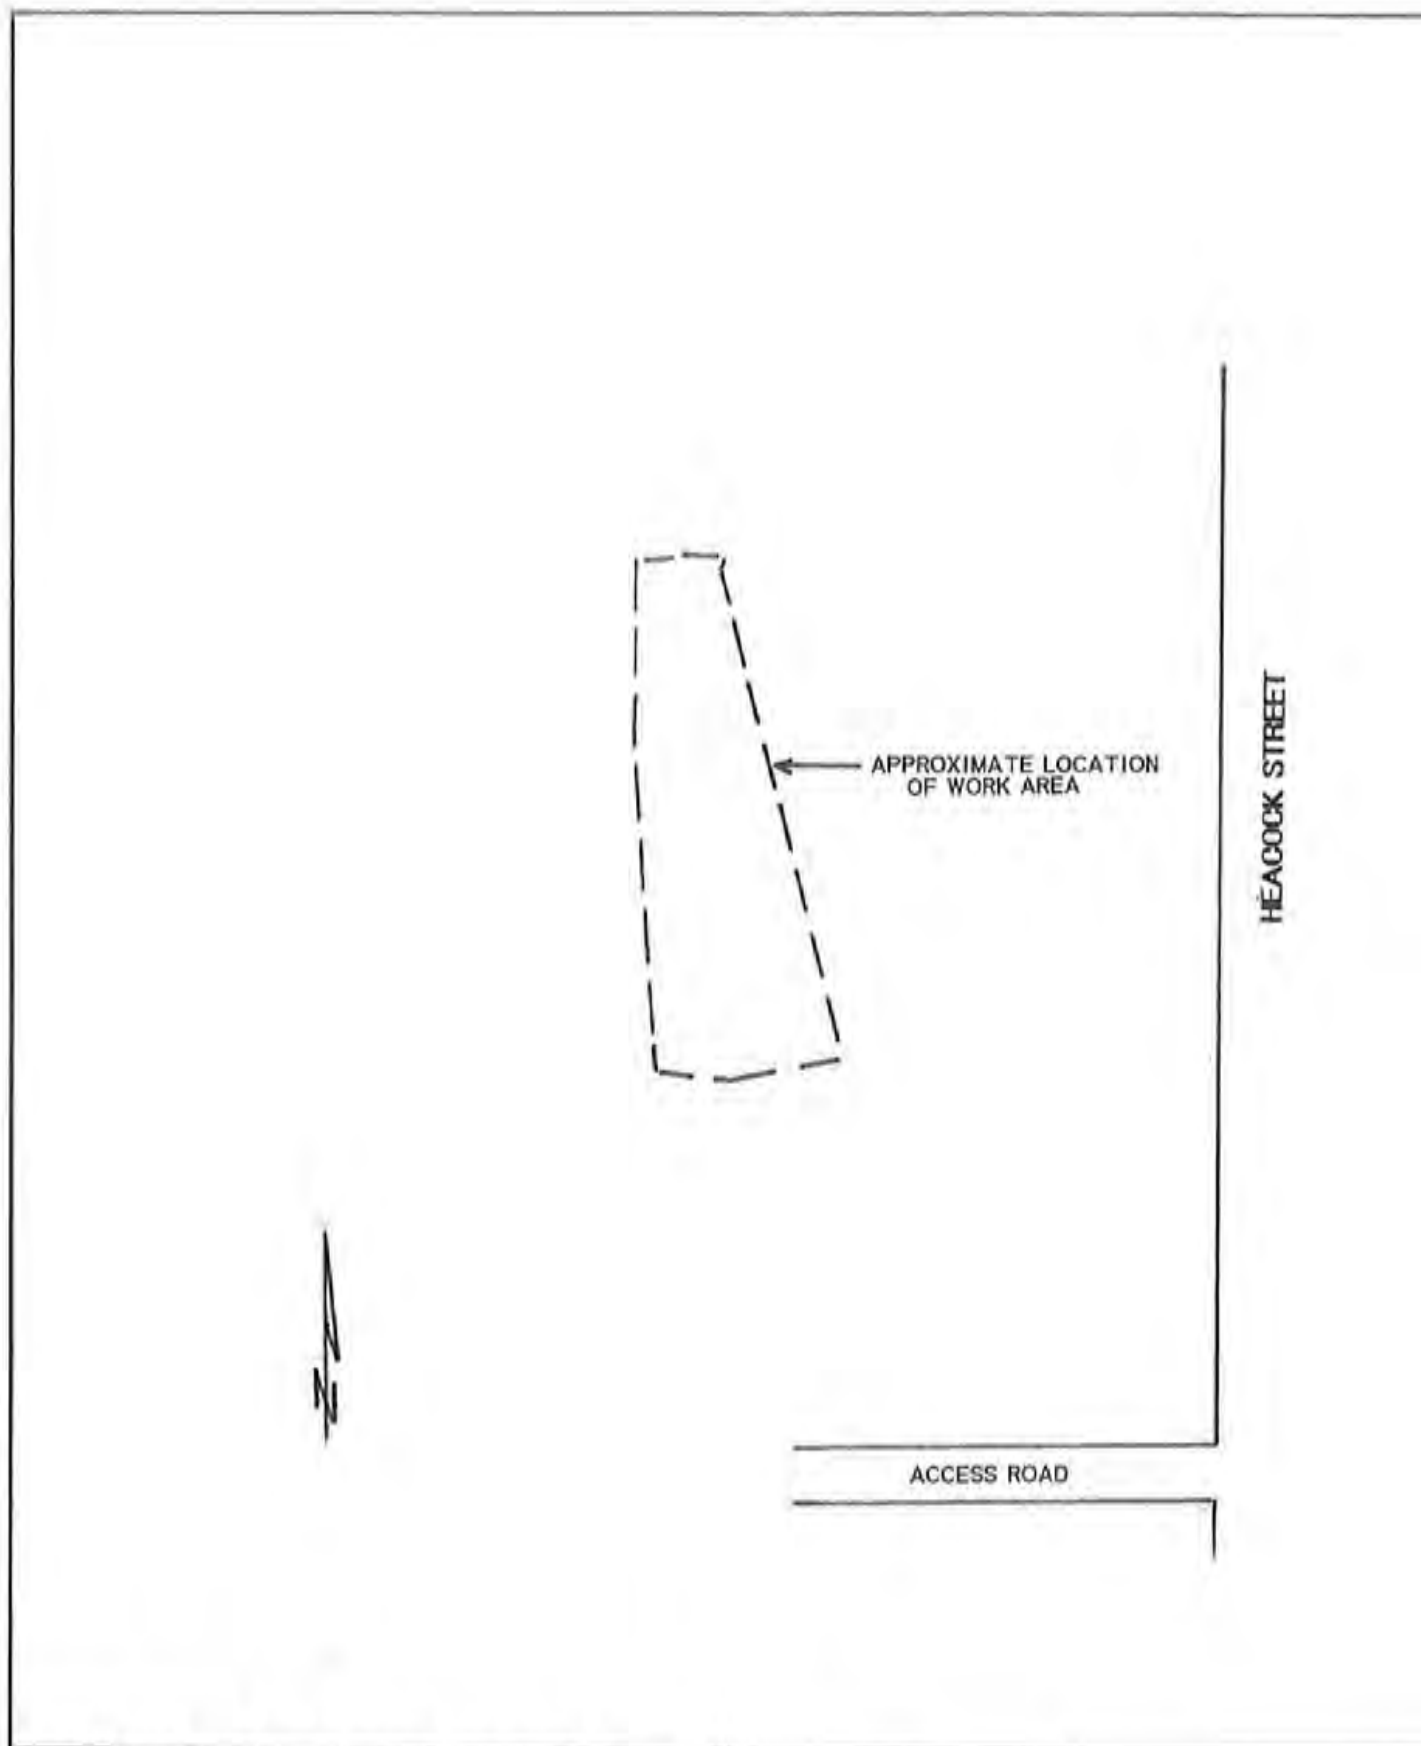 APPROXIMATE LOCATION
OF WORK AREA
HEACOCK STREET
N
ACCESS ROAD